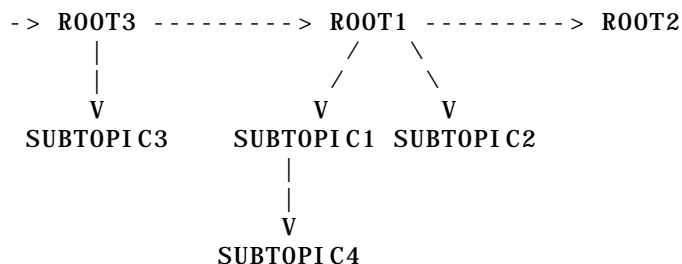 -> ROOT3 ---------> ROOT1 ---------> ROOT2
| / \
| / \
V V V
SUBTOPIC3 SUBTOPIC1 SUBTOPIC2
|
|
V
SUBTOPIC4